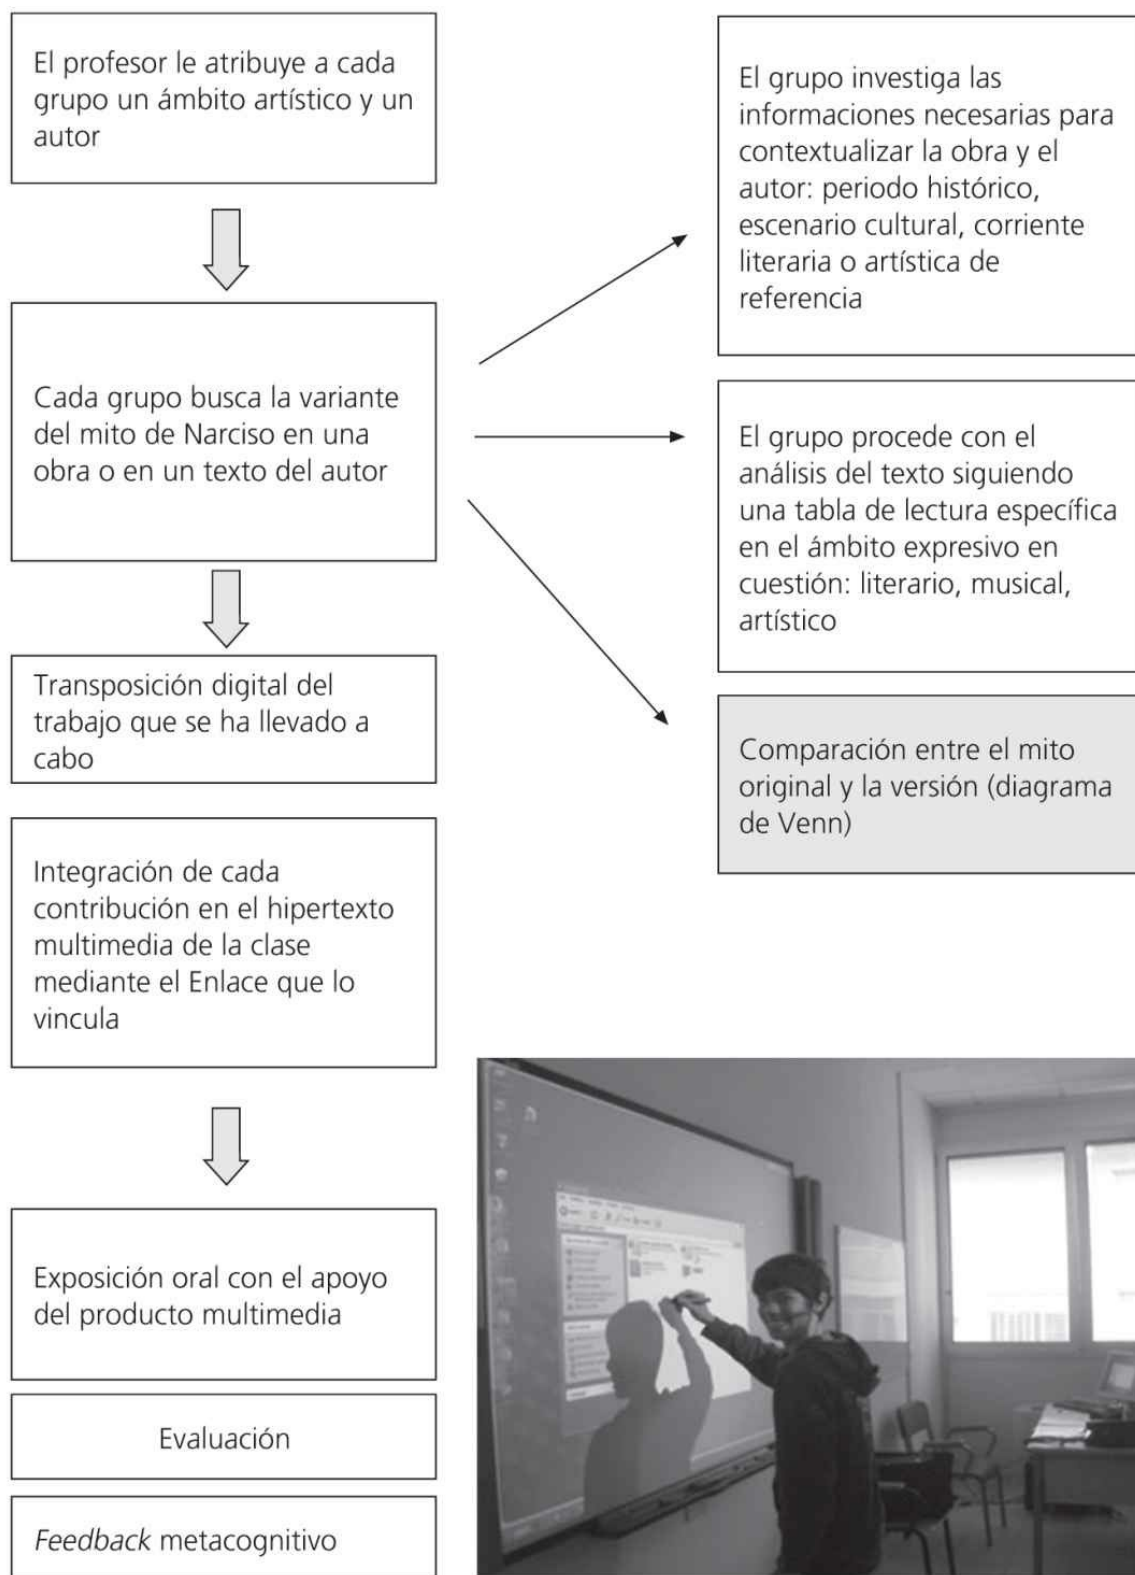 El profesor le atribuye a cada
grupo un ámbito artístico y un
autor
Cada grupo busca la variante
del mito de Narciso en una
obra o en un texto del autor
El grupo investiga las
informaciones necesarias para
contextualizar la obra y el
autor: periodo histórico,
escenario cultural, corriente
literaria o artística de
referencia
El grupo procede con el
análisis del texto siguiendo
una tabla de lectura específica
en el ámbito expresivo en
cuestión: literario, musical,
artístico
Comparación entre el mito
original y la versión (diagrama
de Venn)
Transposición digital del
trabajo que se ha llevado a
cabo
Integración de cada
contribución en el hipertexto
multimedia de la clase
mediante el Enlace que lo
vincula
Exposición oral con el apoyo
del producto multimedia
Evaluación
Feedback metacognitivo